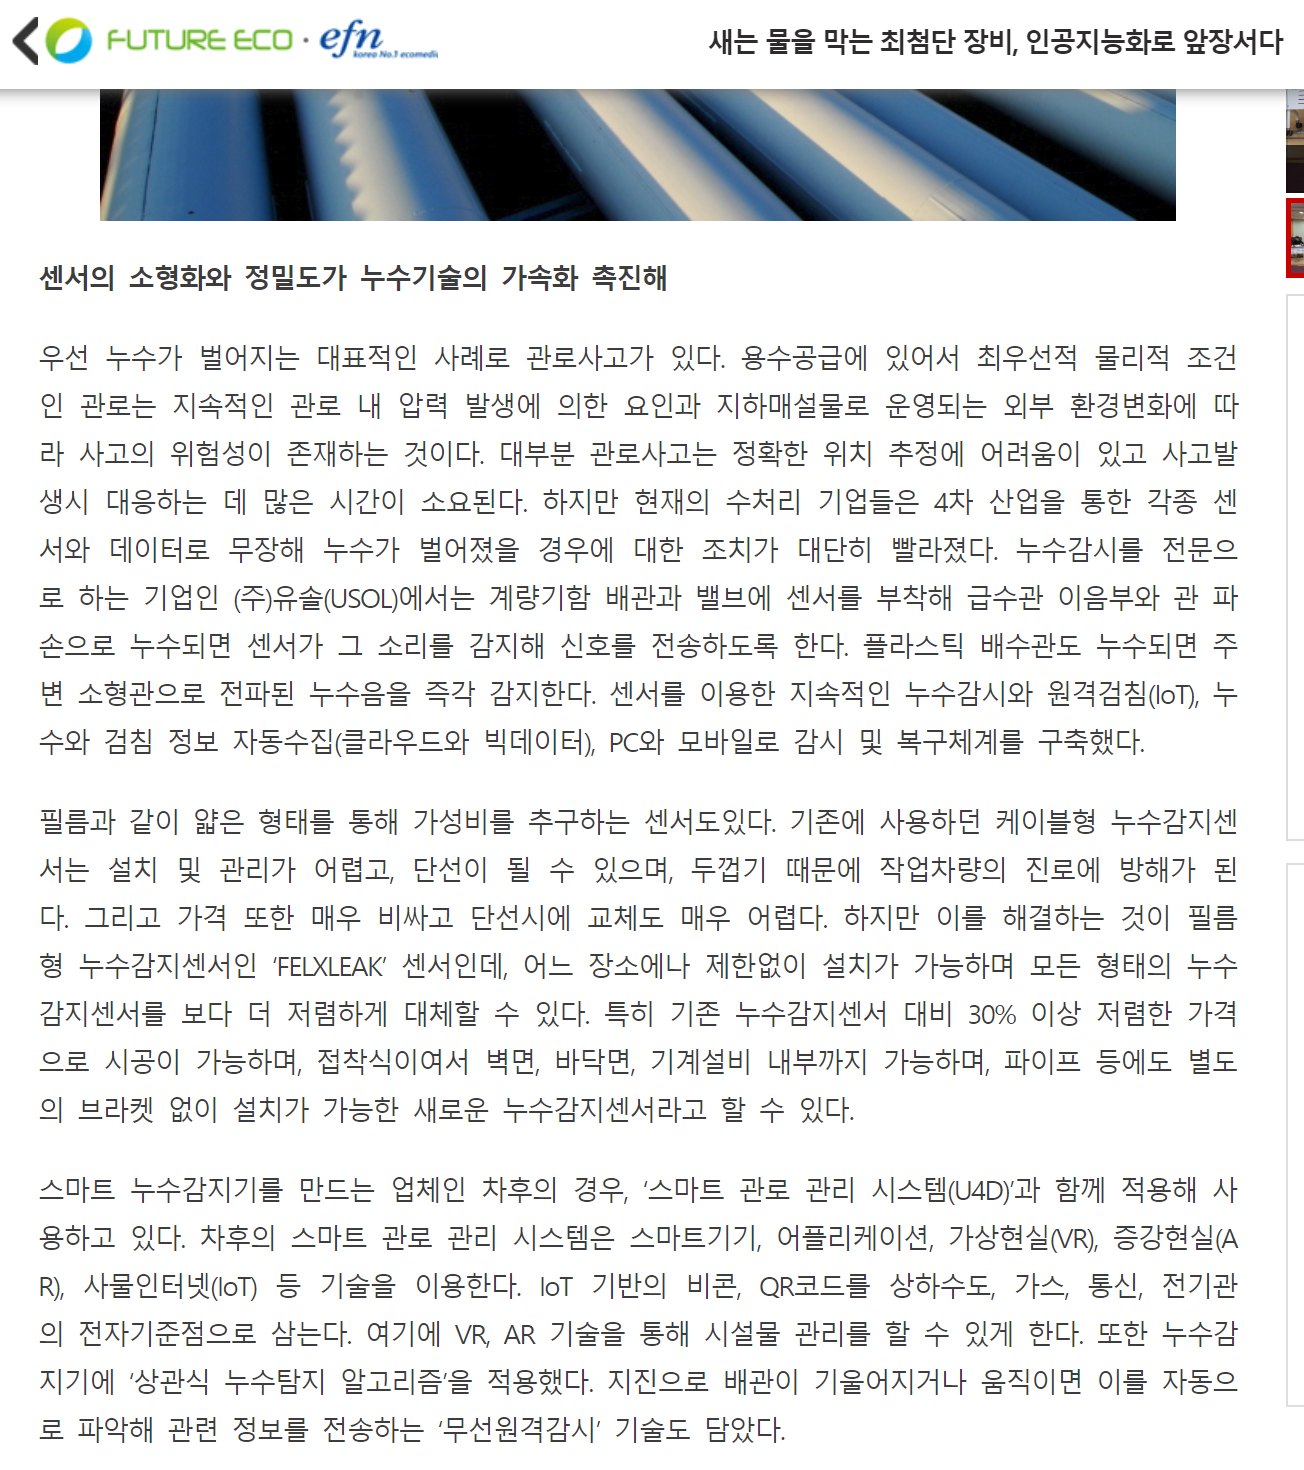 FUTURE ECO · efn
korea No.1 ecomedia
새는 물을 막는 최첨단 장비, 인공지능화로 앞장서다
센서의 소형화와 정밀도가 누수기술의 가속화 촉진해
우선 누수가 벌어지는 대표적인 사례로 관로사고가 있다. 용수공급에 있어서 최우선적 물리적 조건
인 관로는 지속적인 관로 내 압력 발생에 의한 요인과 지하매설물로 운영되는 외부 환경변화에 따
라 사고의 위험성이 존재하는 것이다. 대부분 관로사고는 정확한 위치 추정에 어려움이 있고 사고발
생시 대응하는 데 많은 시간이 소요된다. 하지만 현재의 수처리 기업들은 4차 산업을 통한 각종 센
서와 데이터로 무장해 누수가 벌어졌을 경우에 대한 조치가 대단히 빨라졌다. 누수감시를 전문으
로 하는 기업인 (주)유솔(USOL)에서는 계량기함 배관과 밸브에 센서를 부착해 급수관 이음부와 관 파
손으로 누수되면 센서가 그 소리를 감지해 신호를 전송하도록 한다. 플라스틱 배수관도 누수되면 주
변 소형관으로 전파된 누수음을 즉각 감지한다. 센서를 이용한 지속적인 누수감시와 원격검침(IoT), 누
수와 검침 정보 자동수집(클라우드와 빅데이터), PC와 모바일로 감시 및 복구체계를 구축했다.
필름과 같이 얇은 형태를 통해 가성비를 추구하는 센서도있다. 기존에 사용하던 케이블형 누수감지센
서는 설치 및 관리가 어렵고, 단선이 될 수 있으며, 두껍기 때문에 작업차량의 진로에 방해가 된
다. 그리고 가격 또한 매우 비싸고 단선시에 교체도 매우 어렵다. 하지만 이를 해결하는 것이 필름
형 누수감지센서인 ‘FELXLEAK’ 센서인데, 어느 장소에나 제한없이 설치가 가능하며 모든 형태의 누수
감지센서를 보다 더 저렴하게 대체할 수 있다. 특히 기존 누수감지센서 대비 30% 이상 저렴한 가격
으로 시공이 가능하며, 접착식이여서 벽면, 바닥면, 기계설비 내부까지 가능하며, 파이프 등에도 별도
의 브라켓 없이 설치가 가능한 새로운 누수감지센서라고 할 수 있다.
스마트 누수감지기를 만드는 업체인 차후의 경우, ‘스마트 관로 관리 시스템(U4D)’과 함께 적용해 사
용하고 있다. 차후의 스마트 관로 관리 시스템은 스마트기기, 어플리케이션, 가상현실(VR), 증강현실(A
R), 사물인터넷(IoT) 등 기술을 이용한다. IoT 기반의 비콘, QR코드를 상하수도, 가스, 통신, 전기관
의 전자기준점으로 삼는다. 여기에 VR, AR 기술을 통해 시설물 관리를 할 수 있게 한다. 또한 누수감
지기에 ‘상관식 누수탐지 알고리즘’을 적용했다. 지진으로 배관이 기울어지거나 움직이면 이를 자동으
로 파악해 관련 정보를 전송하는 ‘무선원격감시’ 기술도 담았다.